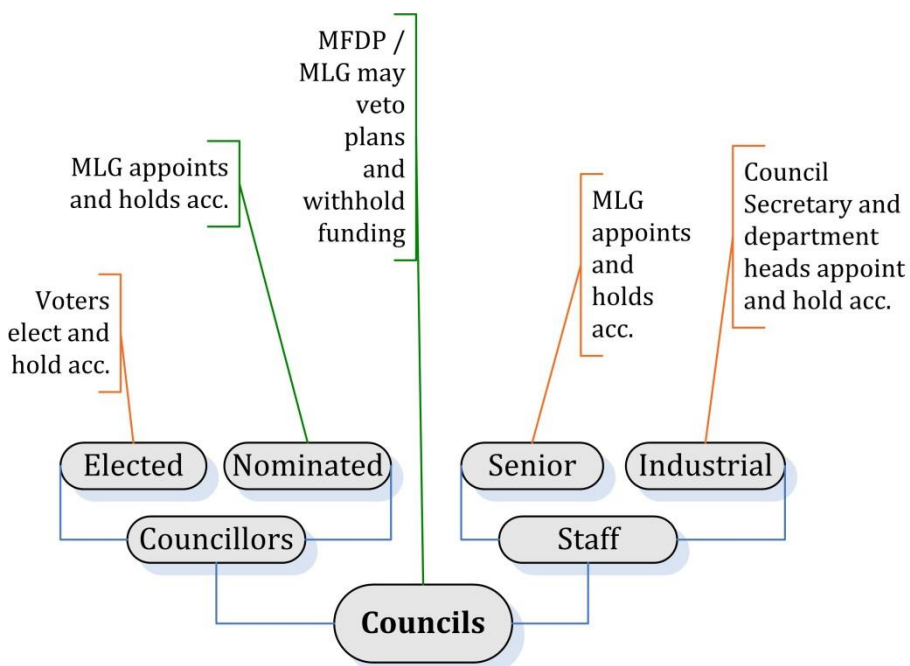 MFDP /
MLG may
veto
plans
and
withhold
funding
MLG appoints
and holds acc.
MLG
appoints
and
holds
acc.
Council
Secretary and
department
heads appoint
and hold acc.
Voters
elect and
hold acc.
Elected
Nominated
Senior
Industrial
Councillors
Staff
Councils